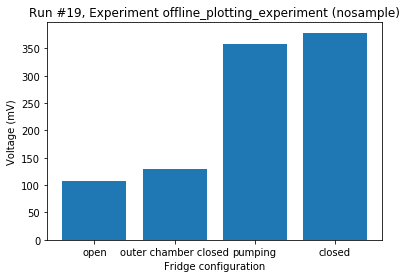 Run #19, Experiment offline_plotting_experiment (nosample)
350
300
250
200
150
100
50
0
Voltage (mV)
open
outer chamber closed
pumping
closed
Fridge configuration